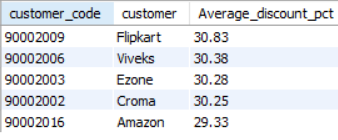 customer_code customer Average_discount_pct
90002009 Flipkart 30.83
90002006 Viveks 30.38
90002003 Ezone 30.28
90002002 Croma 30.25
90002016 Amazon 29.33